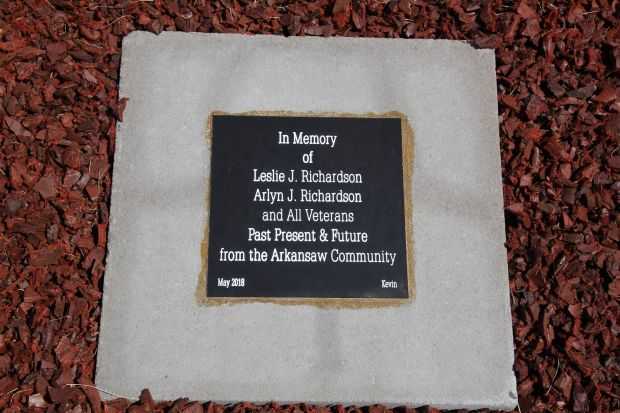 In Memory
of
Leslie J. Richardson
Arlyn J. Richardson
and All Veterans
Past Present & Future
from the Arkansaw Community
May 2018 Kevin